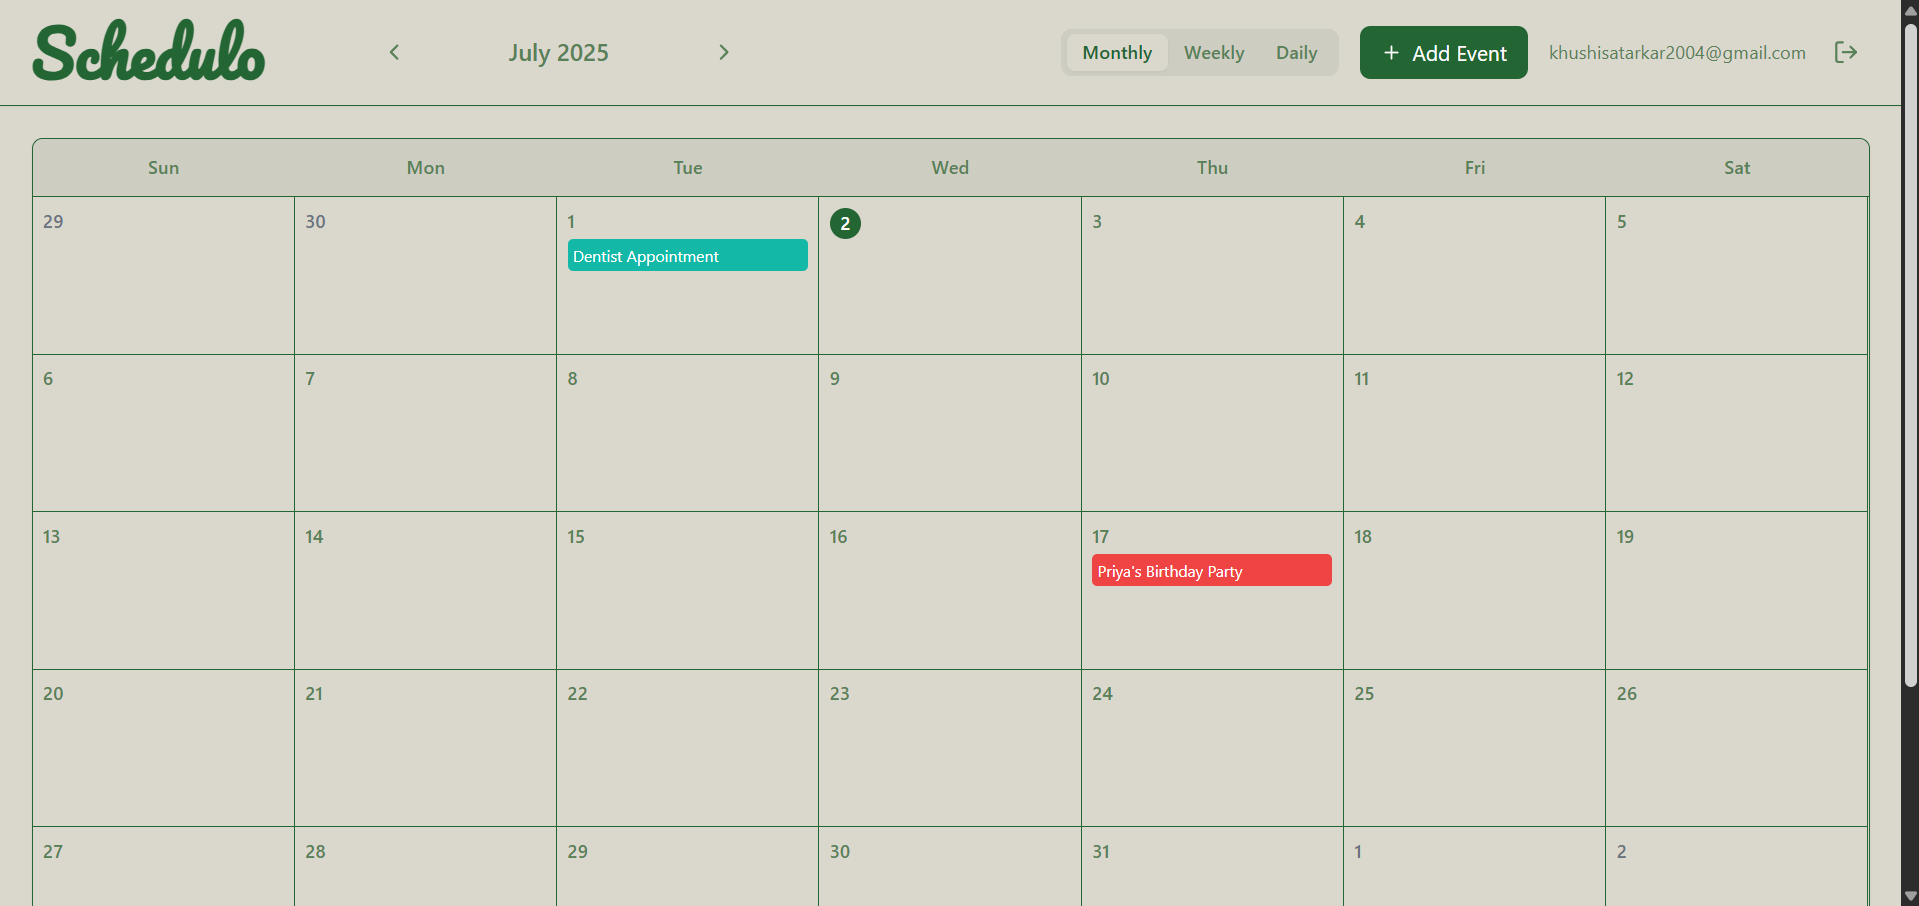 Schedulo
July 2025
Monthly Weekly Daily
+ Add Event
khushisatarkar2004@gmail.com
Sun Mon Tue Wed Thu Fri Sat
29 30 1 2 3 4 5
Dentist Appointment
6 7 8 9 10 11 12
13 14 15 16 17 18 19
Priya's Birthday Party
20 21 22 23 24 25 26
27 28 29 30 31 1 2